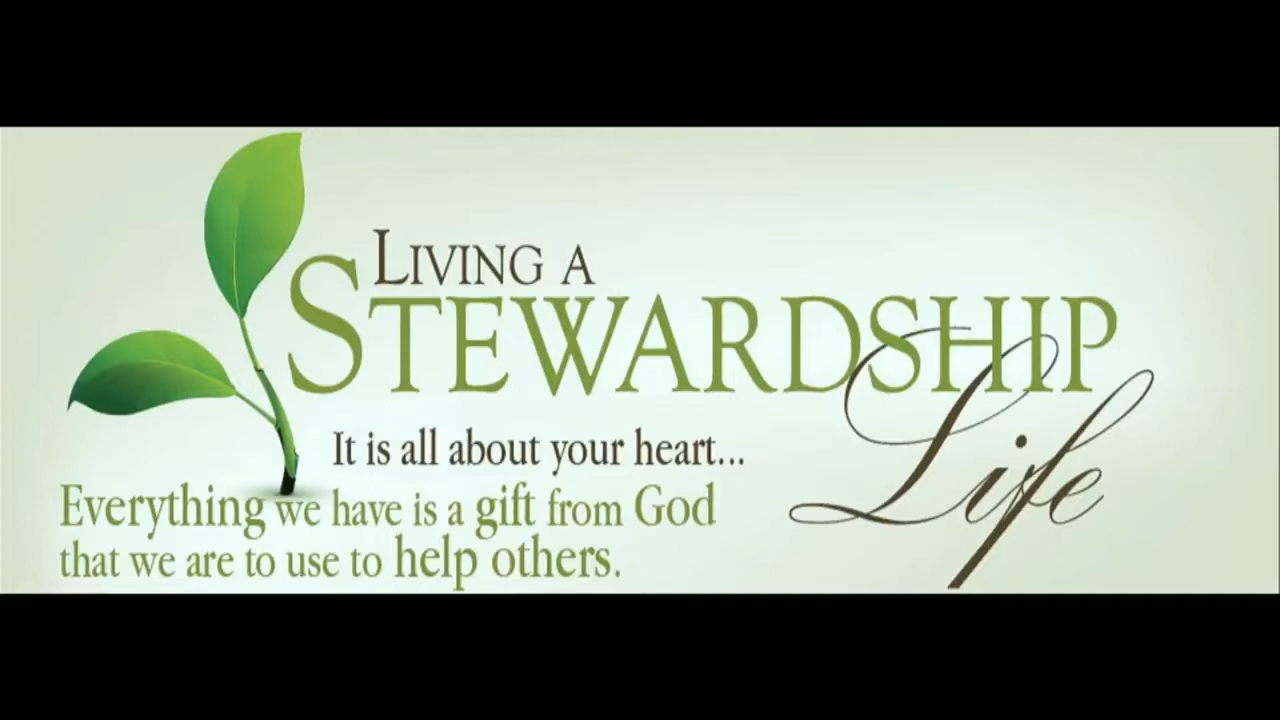 LIVING A
STEWARDSHIP
Life
It is all about your heart...
Everything we have is a gift from God
that we are to use to help others.